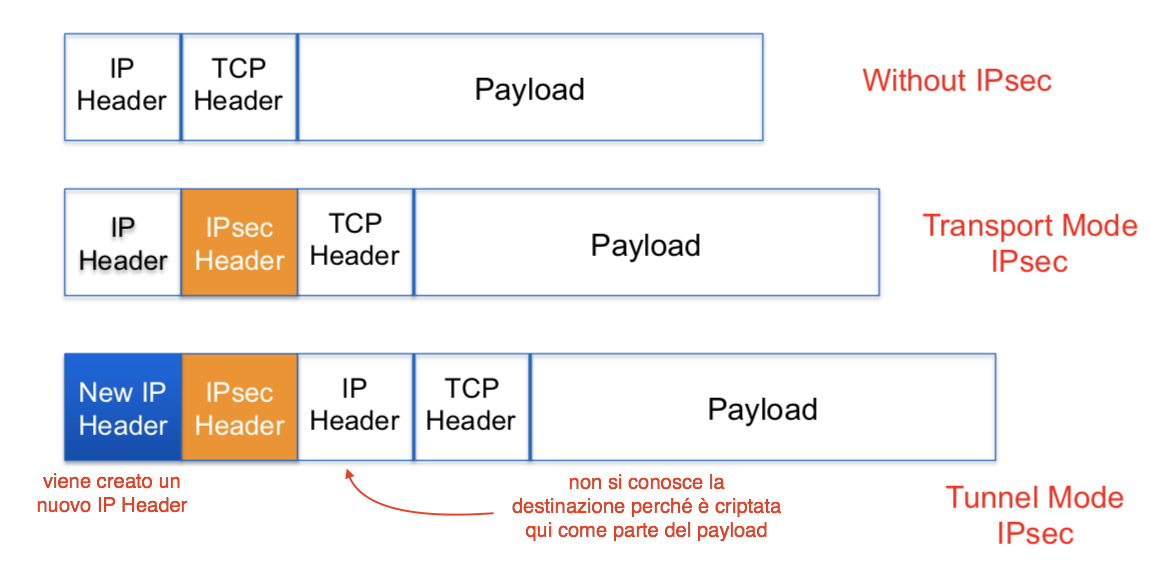 IP
Header
TCP
Header
Payload
Without IPsec
IP
Header
IPsec
Header
TCP
Header
Payload
Transport Mode
IPsec
New IP
Header
IPsec
Header
IP
Header
TCP
Header
Payload
viene creato un
nuovo IP Header
non si conosce la
destinazione perché è criptata
qui come parte del payload
Tunnel Mode
IPsec